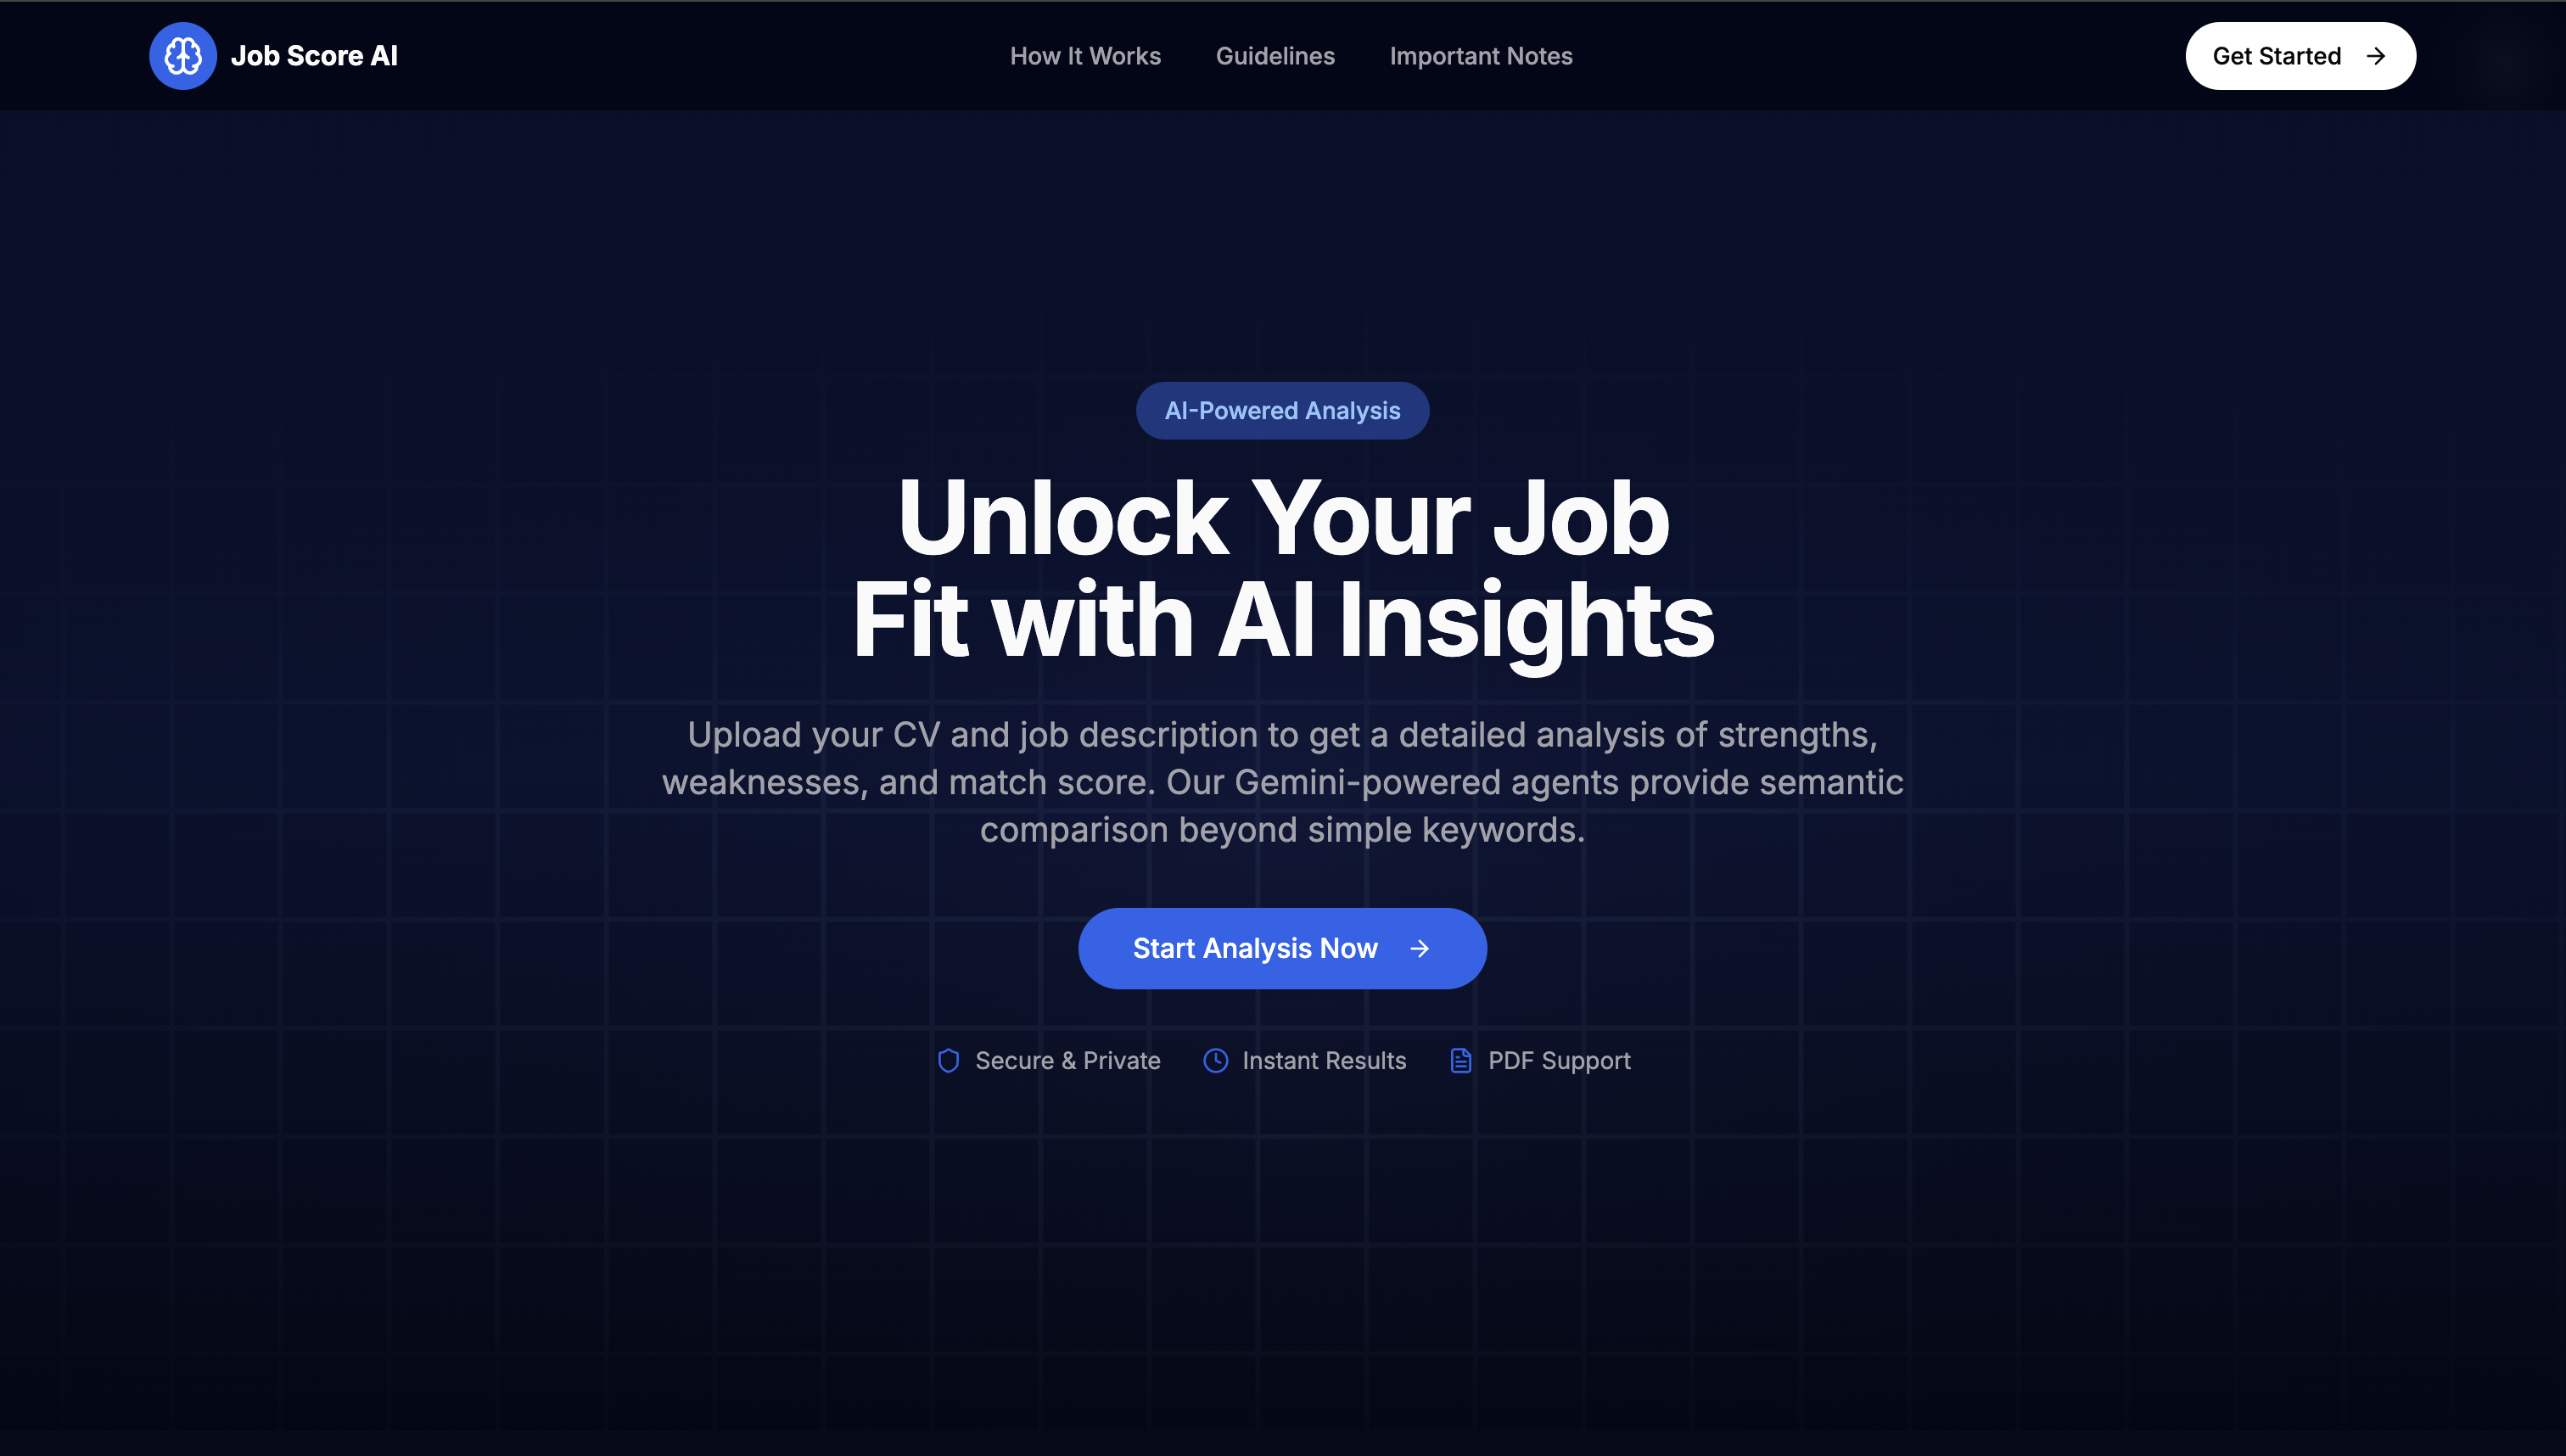 Job Score AI
How It Works
Guidelines
Important Notes
Get Started
AI-Powered Analysis
Unlock Your Job
Fit with AI Insights
Upload your CV and job description to get a detailed analysis of strengths,
weaknesses, and match score. Our Gemini-powered agents provide semantic
comparison beyond simple keywords.
Start Analysis Now
Secure & Private
Instant Results
PDF Support